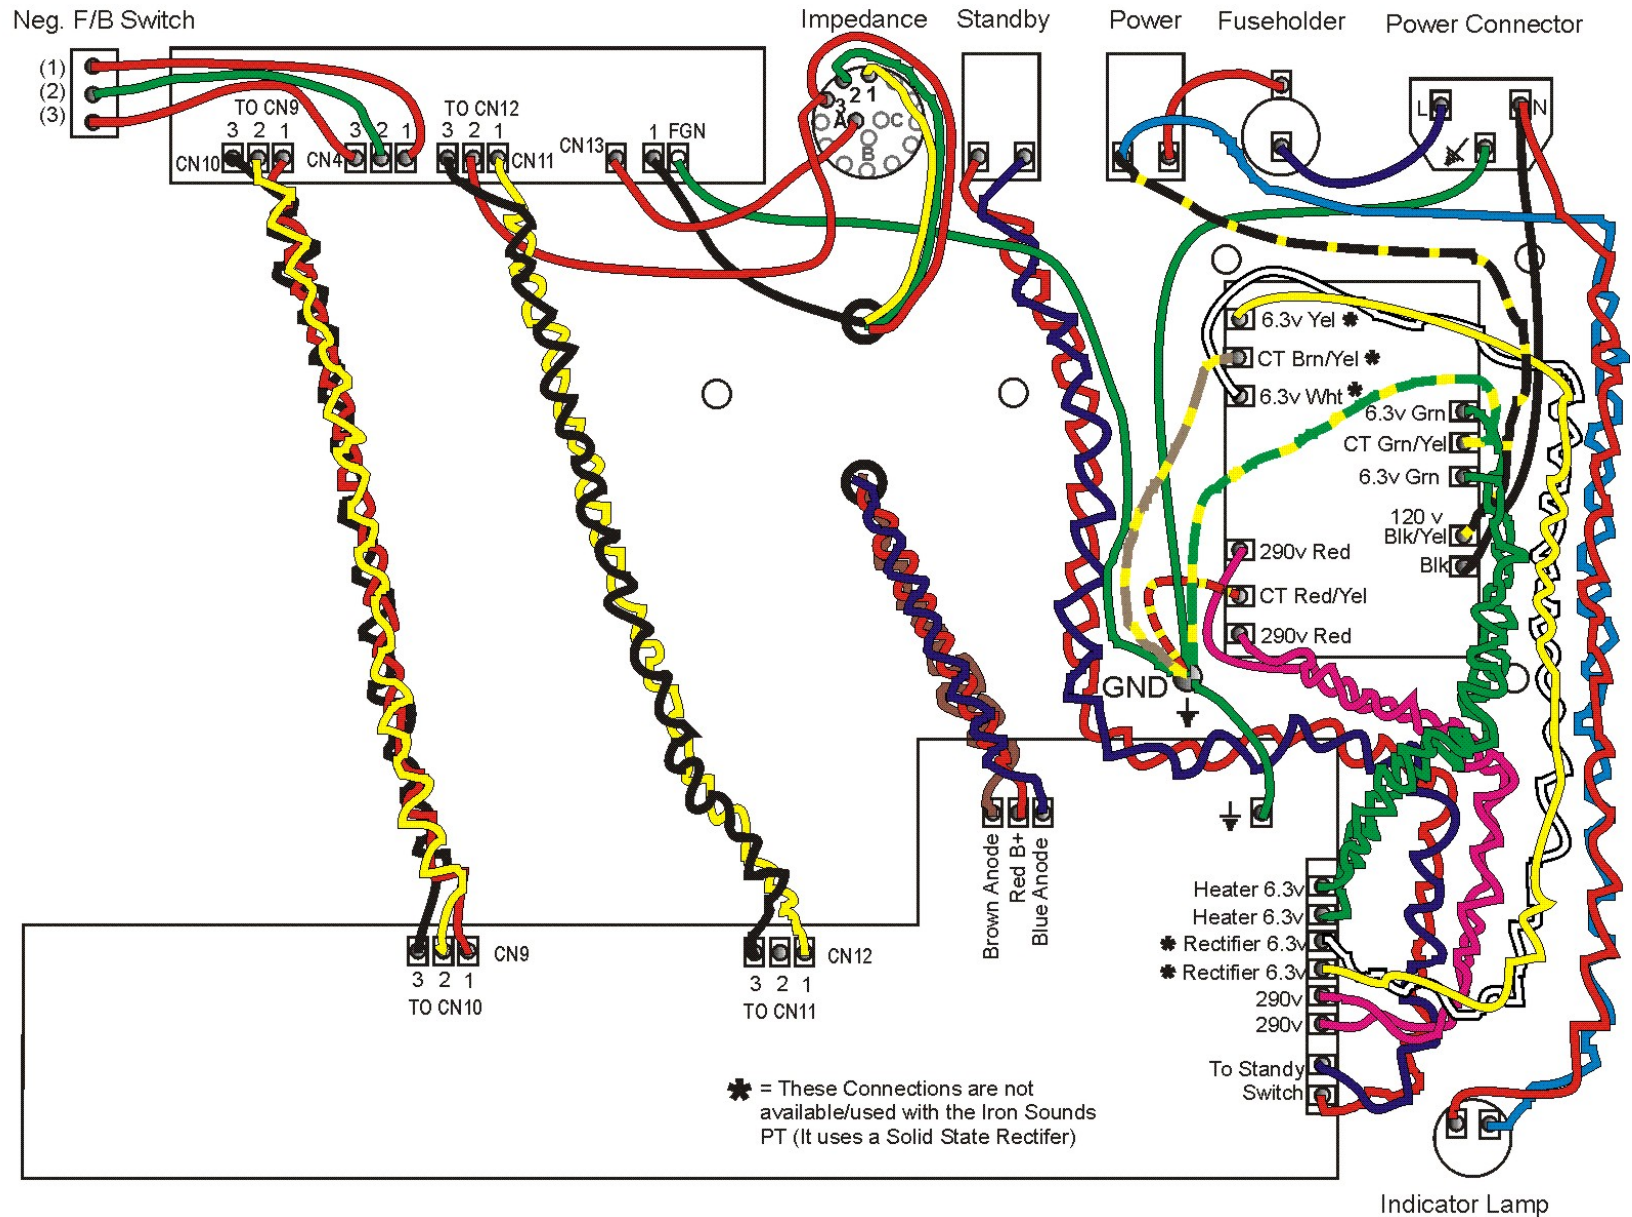 Neg. F/B Switch
Impedance
Standby
Power
Fuseholder
Power Connector
(1)
(2)
(3)
TO CN9
3 2 1
CN10
CN4
3 2 1
TO CN12
3 2 1
CN11
CN13
1 FGN
3 2 1
A
C
B
L
N
6.3v Yel *
CT Brn/Yel *
6.3v Wht *
6.3v Grn
CT Grn/Yel
6.3v Grn
120 v
Blk/Yel
Blk
290v Red
CT Red/Yel
290v Red
GND
Brown Anode
Red B+
Blue Anode
Heater 6.3v
Heater 6.3v
* Rectifier 6.3v
* Rectifier 6.3v
290v
290v
To Standy
Switch
CN9
3 2 1
TO CN10
CN12
3 2 1
TO CN11
* = These Connections are not
available/used with the Iron Sounds
PT (It uses a Solid State Rectifer)
Indicator Lamp